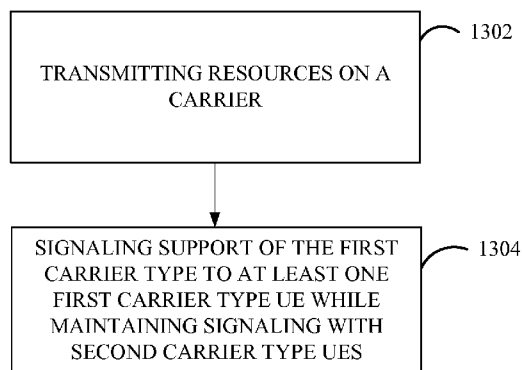 TRANSMITTING RESOURCES ON A
CARRIER
1302
SIGNALING SUPPORT OF THE FIRST
CARRIER TYPE TO AT LEAST ONE
FIRST CARRIER TYPE UE WHILE
MAINTAINING SIGNALING WITH
SECOND CARRIER TYPE UES
1304